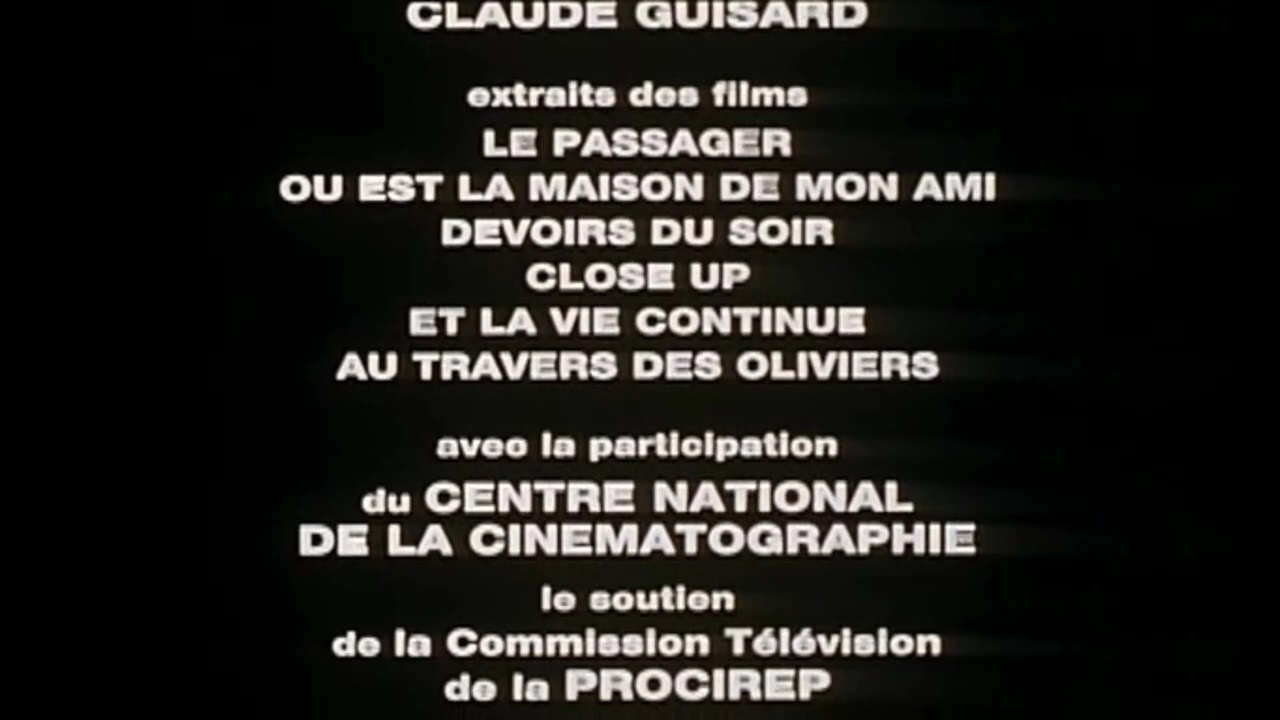 CLAUDE GUISARD
extraits des films
LE PASSAGER
OU EST LA MAISON DE MON AMI
DEVOIRS DU SOIR
CLOSE UP
ET LA VIE CONTINUE
AU TRAVERS DES OLIVIERS
avec la participation
du CENTRE NATIONAL
DE LA CINEMATOGRAPHIE
le soutien
de la Commission Télévision
de la PROCIREP